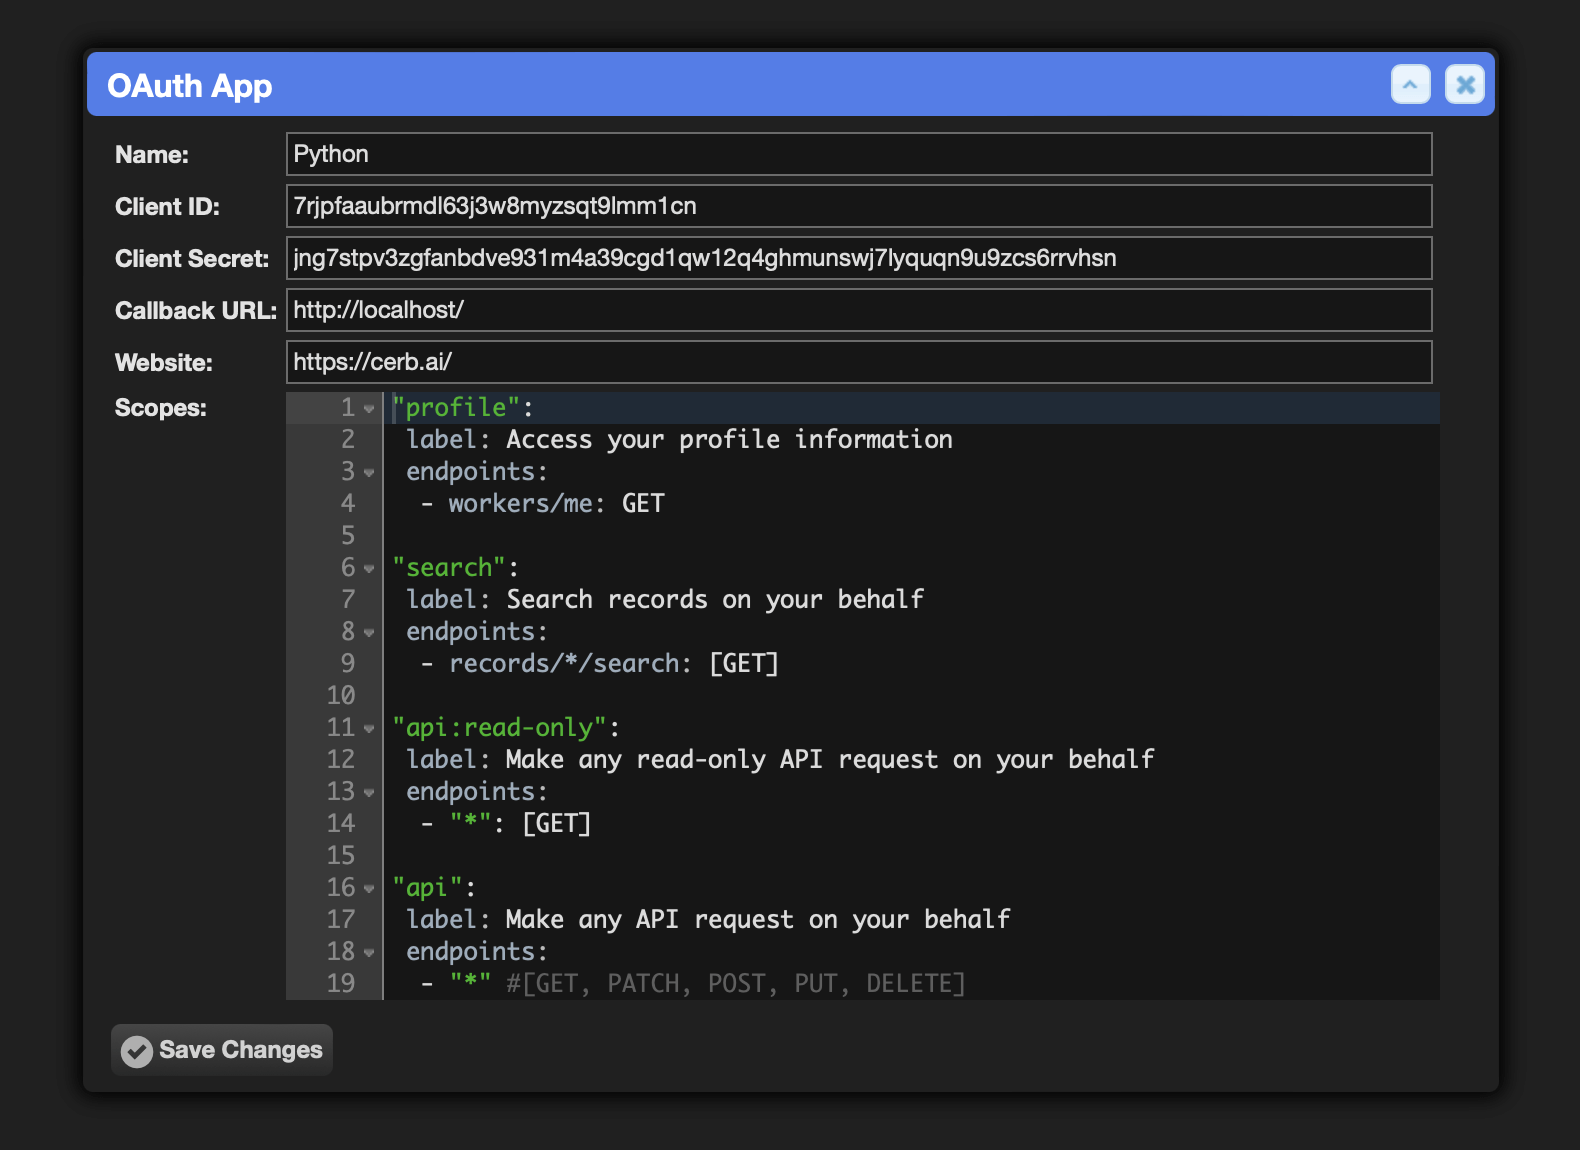 OAuth App
Name: Python
Client ID: 7rjpfaaubrmdl63j3w8myzsqt9lmm1cn
Client Secret: jng7stpv3zgfanbdve931m4a39cgd1qw12q4ghmunswj7lyquqn9u9zcs6rrvhsn
Callback URL: http://localhost/
Website: https://cerb.ai/
Scopes:
1 "profile":
2 label: Access your profile information
3 endpoints:
4 - workers/me: GET
5
6 "search":
7 label: Search records on your behalf
8 endpoints:
9 - records/*/search: [GET]
10
11 "api:read-only":
12 label: Make any read-only API request on your behalf
13 endpoints:
14 - "*": [GET]
15
16 "api":
17 label: Make any API request on your behalf
18 endpoints:
19 - "*" #[GET, PATCH, POST, PUT, DELETE]
Save Changes